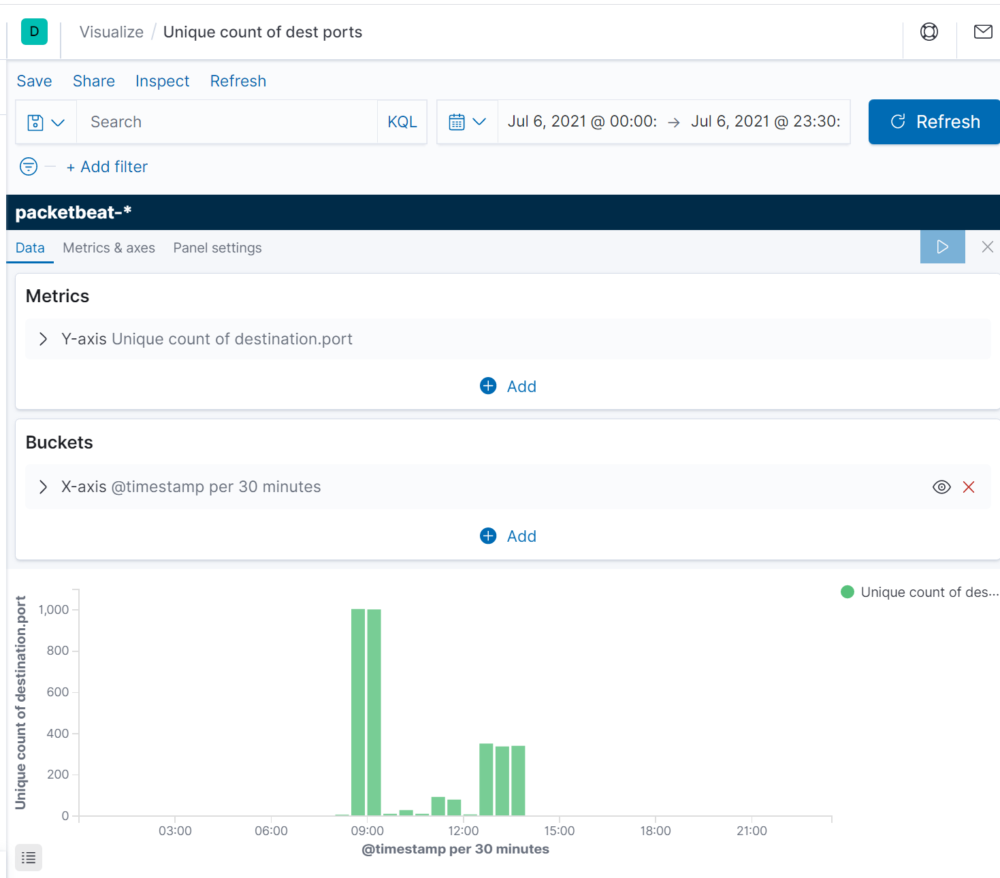 D Visualize / Unique count of dest ports
Save Share Inspect Refresh
Search KQL Jul 6, 2021 @ 00:00: → Jul 6, 2021 @ 23:30: Refresh
+ Add filter
packetbeat-*
Data Metrics & axes Panel settings
Metrics
Y-axis Unique count of destination.port
Add
Buckets
X-axis @timestamp per 30 minutes
Add
Unique count of des...
Unique count of destination.port
1,000
800
600
400
200
0
03:00 06:00 09:00 12:00 15:00 18:00 21:00
@timestamp per 30 minutes